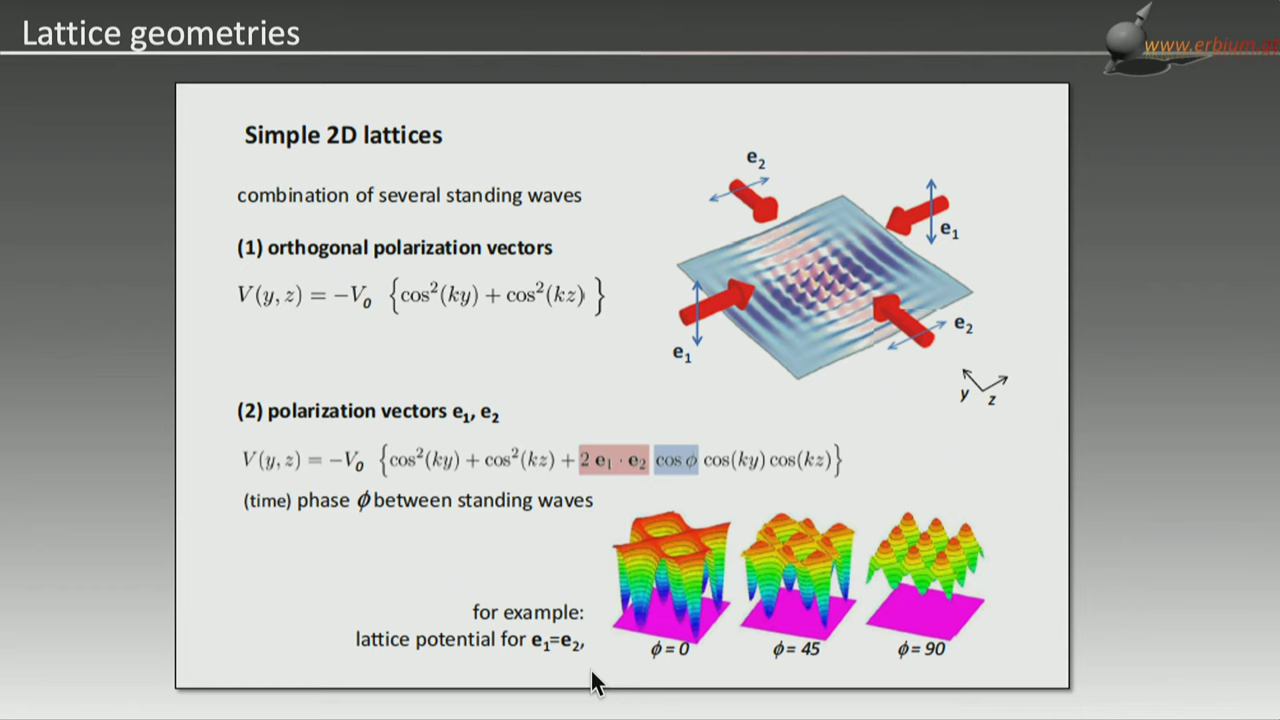 Lattice geometries
www.erbium.at
Simple 2D lattices
combination of several standing waves
(1) orthogonal polarization vectors
V(y, z) = −V₀ {cos²(ky) + cos²(kz) }
e₂
e₁
e₁
e₂
y z
(2) polarization vectors e₁, e₂
V(y, z) = −V₀ {cos²(ky) + cos²(kz) + 2 e₁ · e₂ cos ϕ cos(ky) cos(kz)}
(time) phase ϕ between standing waves
for example:
lattice potential for e₁=e₂,
ϕ = 0 ϕ = 45 ϕ = 90